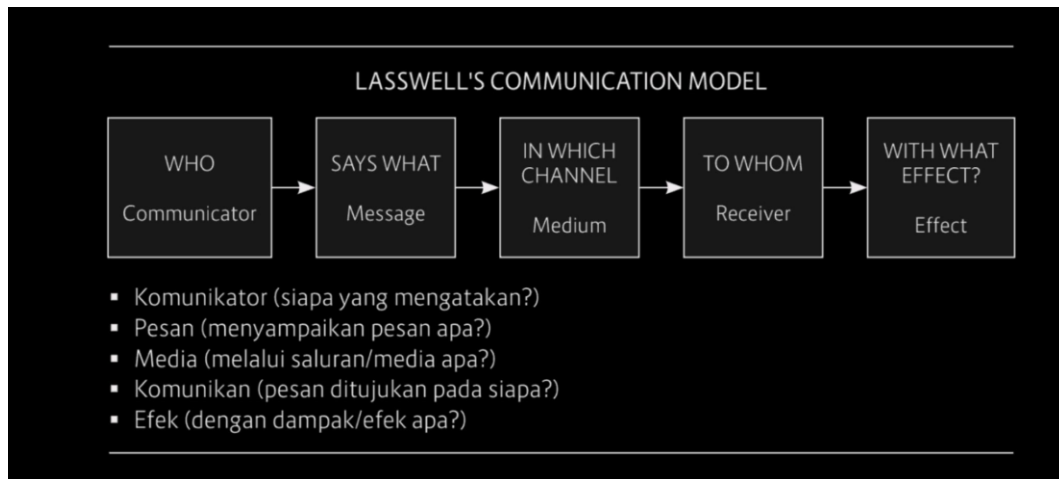 LASSWELL'S COMMUNICATION MODEL
WHO
Communicator
SAYS WHAT
Message
IN WHICH
CHANNEL
Medium
TO WHOM
Receiver
WITH WHAT
EFFECT?
Effect
▪ Komunikator (siapa yang mengatakan?)
▪ Pesan (menyampaikan pesan apa?)
▪ Media (melalui saluran/media apa?)
▪ Komunikan (pesan ditujukan pada siapa?)
▪ Efek (dengan dampak/efek apa?)